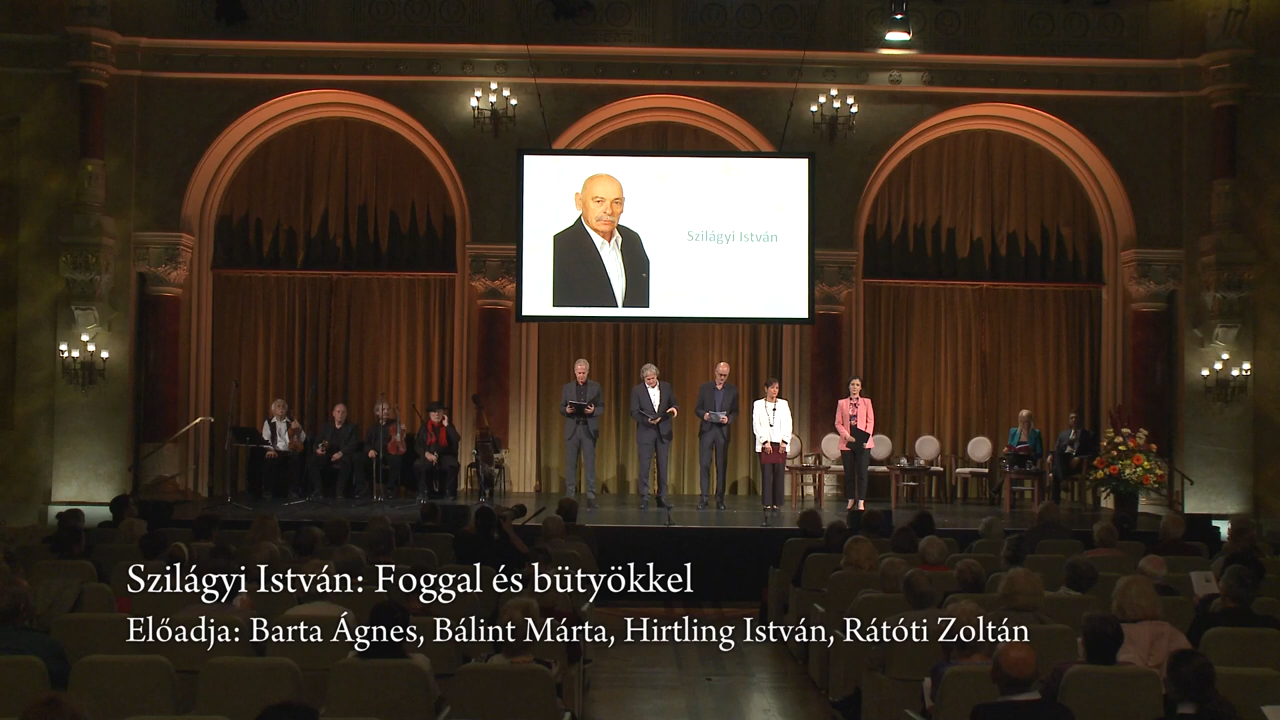 Szilágyi István
Szilágyi István: Foggal és bütyökkel
Előadja: Barta Ágnes, Bálint Márta, Hirtling István, Rátóti Zoltán